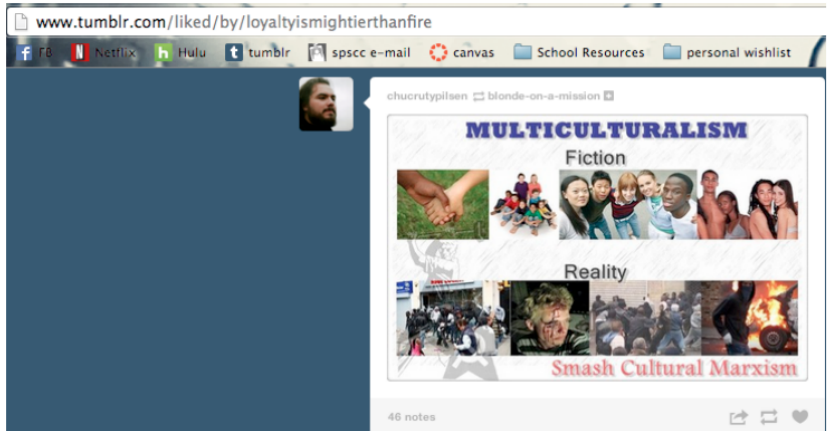 www.tumblr.com/liked/by/loyaltyismightierthanfire
FB Netflix Hulu tumblr spscc e-mail canvas School Resources personal wishlist
chucrutypilsen blonde-on-a-mission
MULTICULTURALISM
Fiction
Reality
Smash Cultural Marxism
46 notes